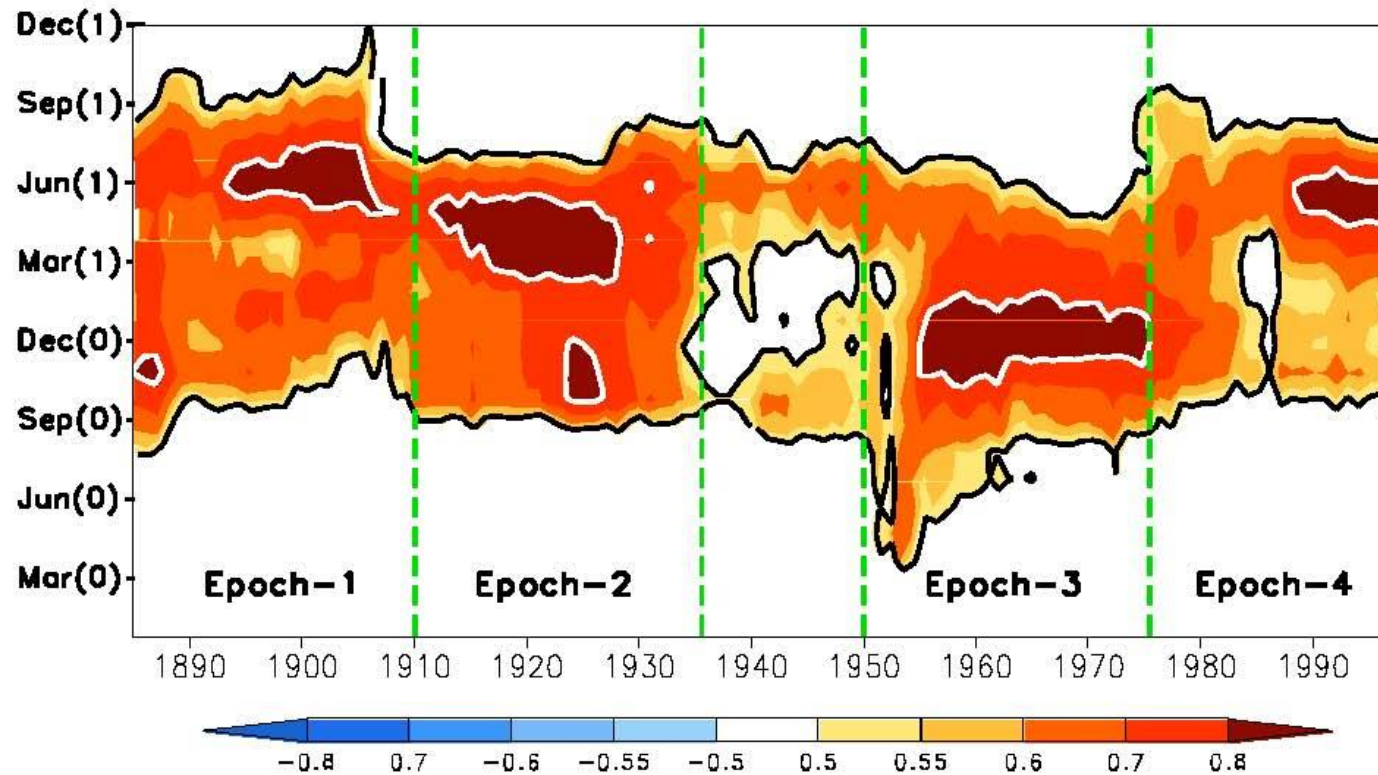 Dec(1)
Sep(1)
Jun(1)
Mar(1)
Dec(0)
Sep(0)
Jun(0)
Mar(0)
Epoch-1 Epoch-2 Epoch-3 Epoch-4
1890 1900 1910 1920 1930 1940 1950 1960 1970 1980 1990
-0.8 0.7 -0.6 -0.55 -0.5 0.5 0.55 0.6 0.7 0.8